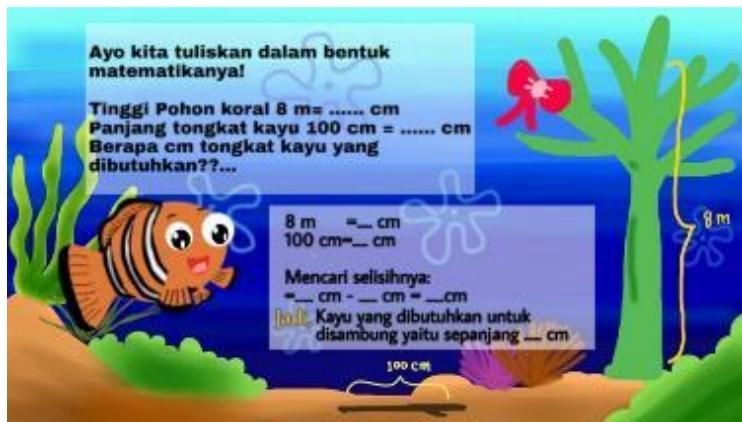 Ayo kita tuliskan dalam bentuk
matematikanya!
Tinggi Pohon koral 8 m= ...... cm
Panjang tongkat kayu 100 cm = ...... cm
Berapa cm tongkat kayu yang
dibutuhkan??...
8 m =__ cm
100 cm=__ cm
Mencari selisihnya:
=__ cm - __ cm = __cm
Jadi, Kayu yang dibutuhkan untuk
disambung yaitu sepanjang __ cm
8 m
100 cm